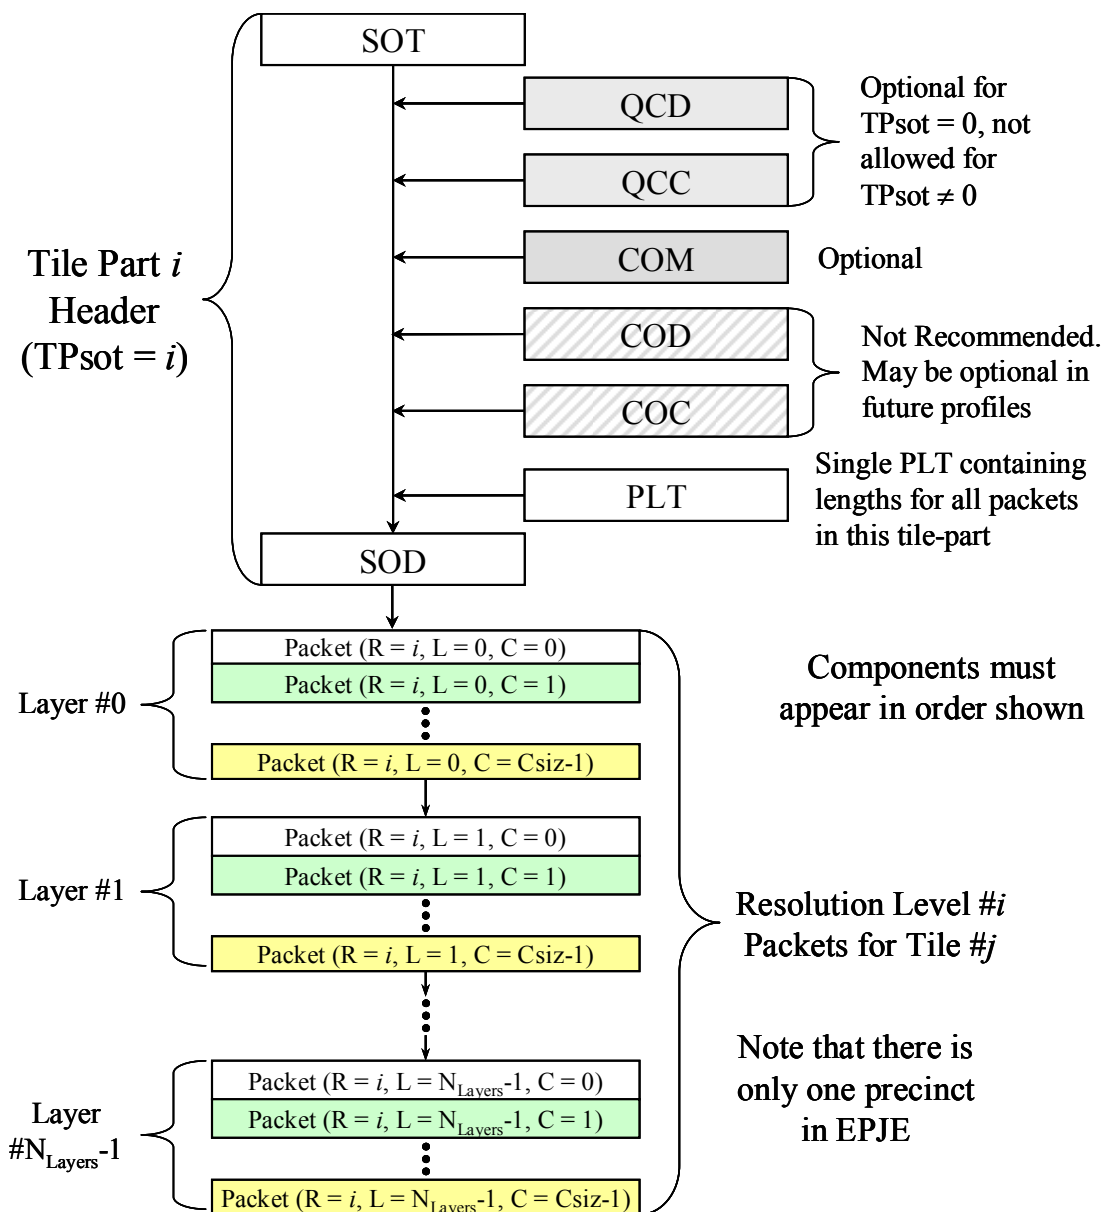 SOT
QCD
QCC
Optional for
TPsot = 0, not
allowed for
TPsot ≠ 0
COM
Optional
Tile Part i
Header
(TPsot = i)
COD
COC
Not Recommended.
May be optional in
future profiles
PLT
Single PLT containing
lengths for all packets
in this tile-part
SOD
Layer #0
Packet (R = i, L = 0, C = 0)
Packet (R = i, L = 0, C = 1)
Packet (R = i, L = 0, C = Csiz-1)
Components must
appear in order shown
Layer #1
Packet (R = i, L = 1, C = 0)
Packet (R = i, L = 1, C = 1)
Packet (R = i, L = 1, C = Csiz-1)
Resolution Level #i
Packets for Tile #j
Layer
#NLayers-1
Packet (R = i, L = NLayers-1, C = 0)
Packet (R = i, L = NLayers-1, C = 1)
Packet (R = i, L = NLayers-1, C = Csiz-1)
Note that there is
only one precinct
in EPJE